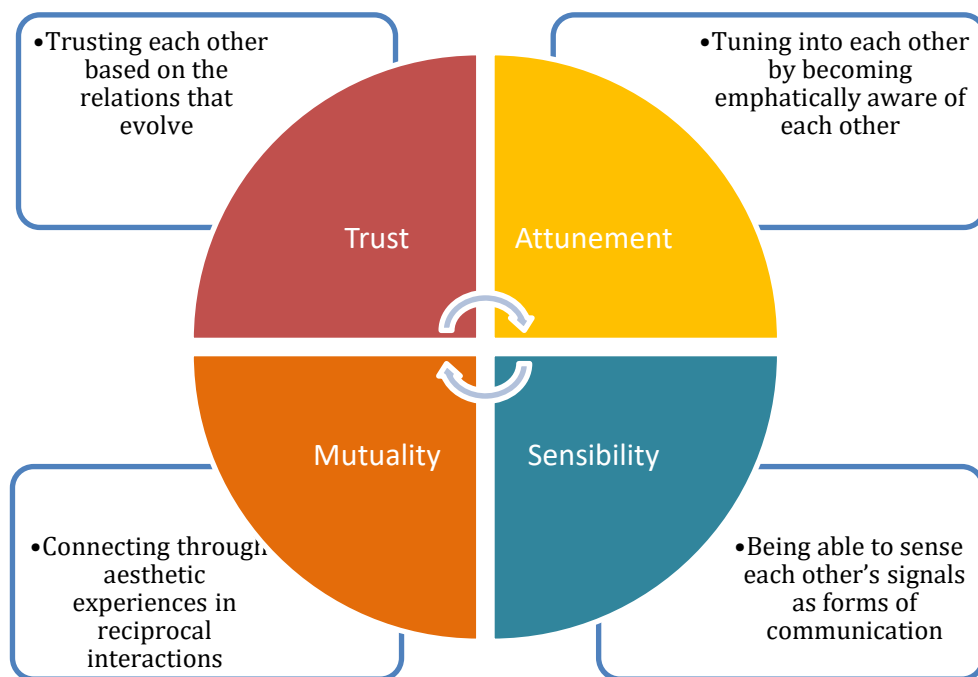 •Trusting each other
based on the
relations that
evolve
•Tuning into each other
by becoming
emphatically aware of
each other
Trust
Attunement
Mutuality
Sensibility
•Connecting through
aesthetic
experiences in
reciprocal
interactions
•Being able to sense
each other’s signals
as forms of
communication